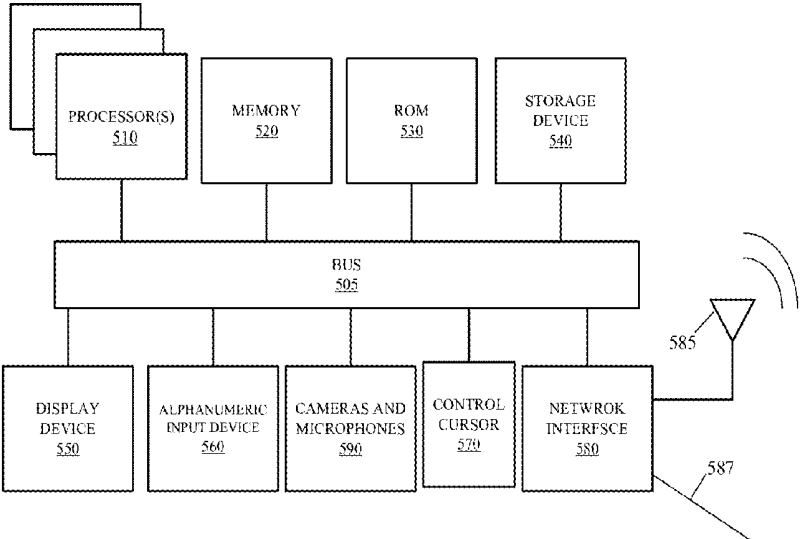 PROCESSOR(S)
510
MEMORY
520
ROM
530
STORAGE
DEVICE
540
BUS
505
585
DISPLAY
DEVICE
550
ALPHANUMERIC
INPUT DEVICE
560
CAMERAS AND
MICROPHONES
590
CONTROL
CURSOR
570
NETWROK
INTERFSCE
580
587